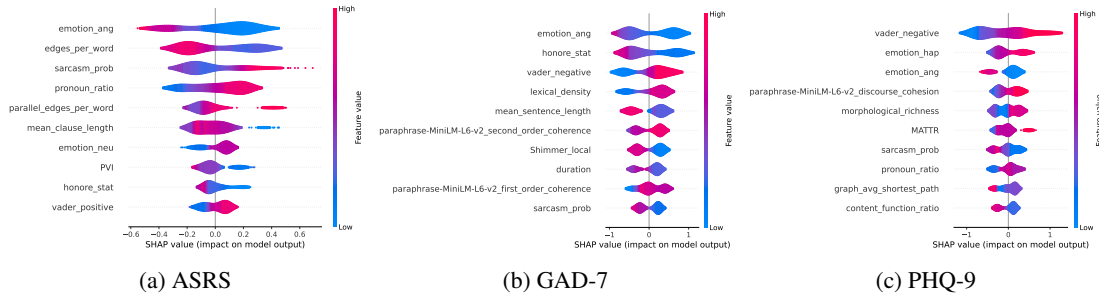 High
emotion_ang
edges_per_word
sarcasm_prob
pronoun_ratio
parallel_edges_per_word
mean_clause_length
emotion_neu
PVI
honore_stat
vader_positive
Feature value
Low
−0.6 −0.4 −0.2 0.0 0.2 0.4 0.6
SHAP value (impact on model output)
(a) ASRS
High
emotion_ang
honore_stat
vader_negative
lexical_density
mean_sentence_length
paraphrase-MiniLM-L6-v2_second_order_coherence
Shimmer_local
duration
paraphrase-MiniLM-L6-v2_first_order_coherence
sarcasm_prob
Feature value
Low
−1 0 1
SHAP value (impact on model output)
(b) GAD-7
High
vader_negative
emotion_hap
emotion_ang
paraphrase-MiniLM-L6-v2_discourse_cohesion
morphological_richness
MATTR
sarcasm_prob
pronoun_ratio
graph_avg_shortest_path
content_function_ratio
Feature value
Low
−1 0 1
SHAP value (impact on model output)
(c) PHQ-9